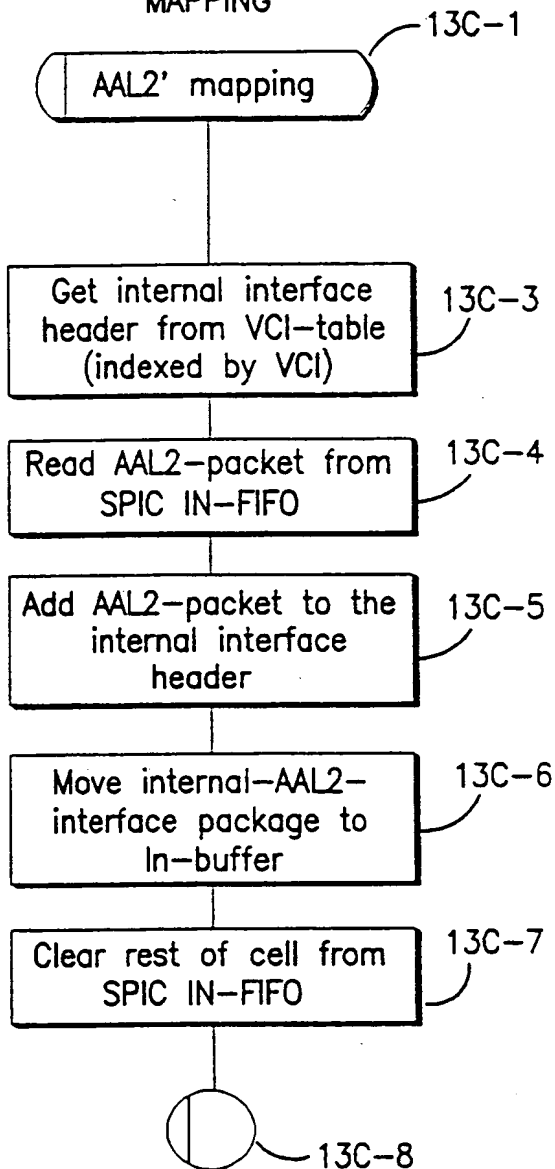 MAPPING
13C-1
AAL2' mapping
Get internal interface
header from VCI-table
(indexed by VCI)
13C-3
Read AAL2-packet from
SPIC IN-FIFO
13C-4
Add AAL2-packet to the
internal interface
header
13C-5
Move internal-AAL2-
interface package to
In-buffer
13C-6
Clear rest of cell from
SPIC IN-FIFO
13C-7
13C-8